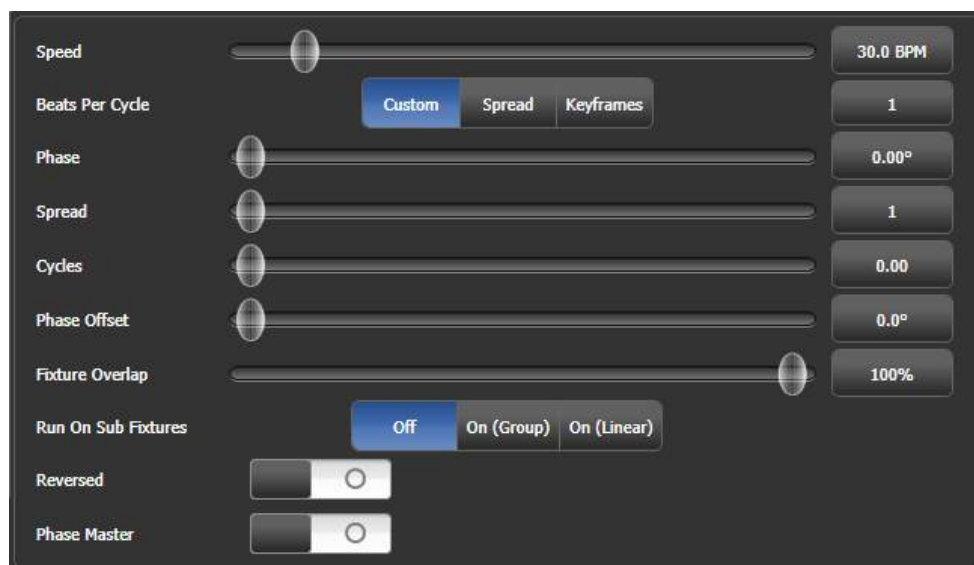 Speed 30.0 BPM
Beats Per Cycle Custom Spread Keyframes 1
Phase 0.00°
Spread 1
Cycles 0.00
Phase Offset 0.0°
Fixture Overlap 100%
Run On Sub Fixtures Off On (Group) On (Linear)
Reversed
Phase Master